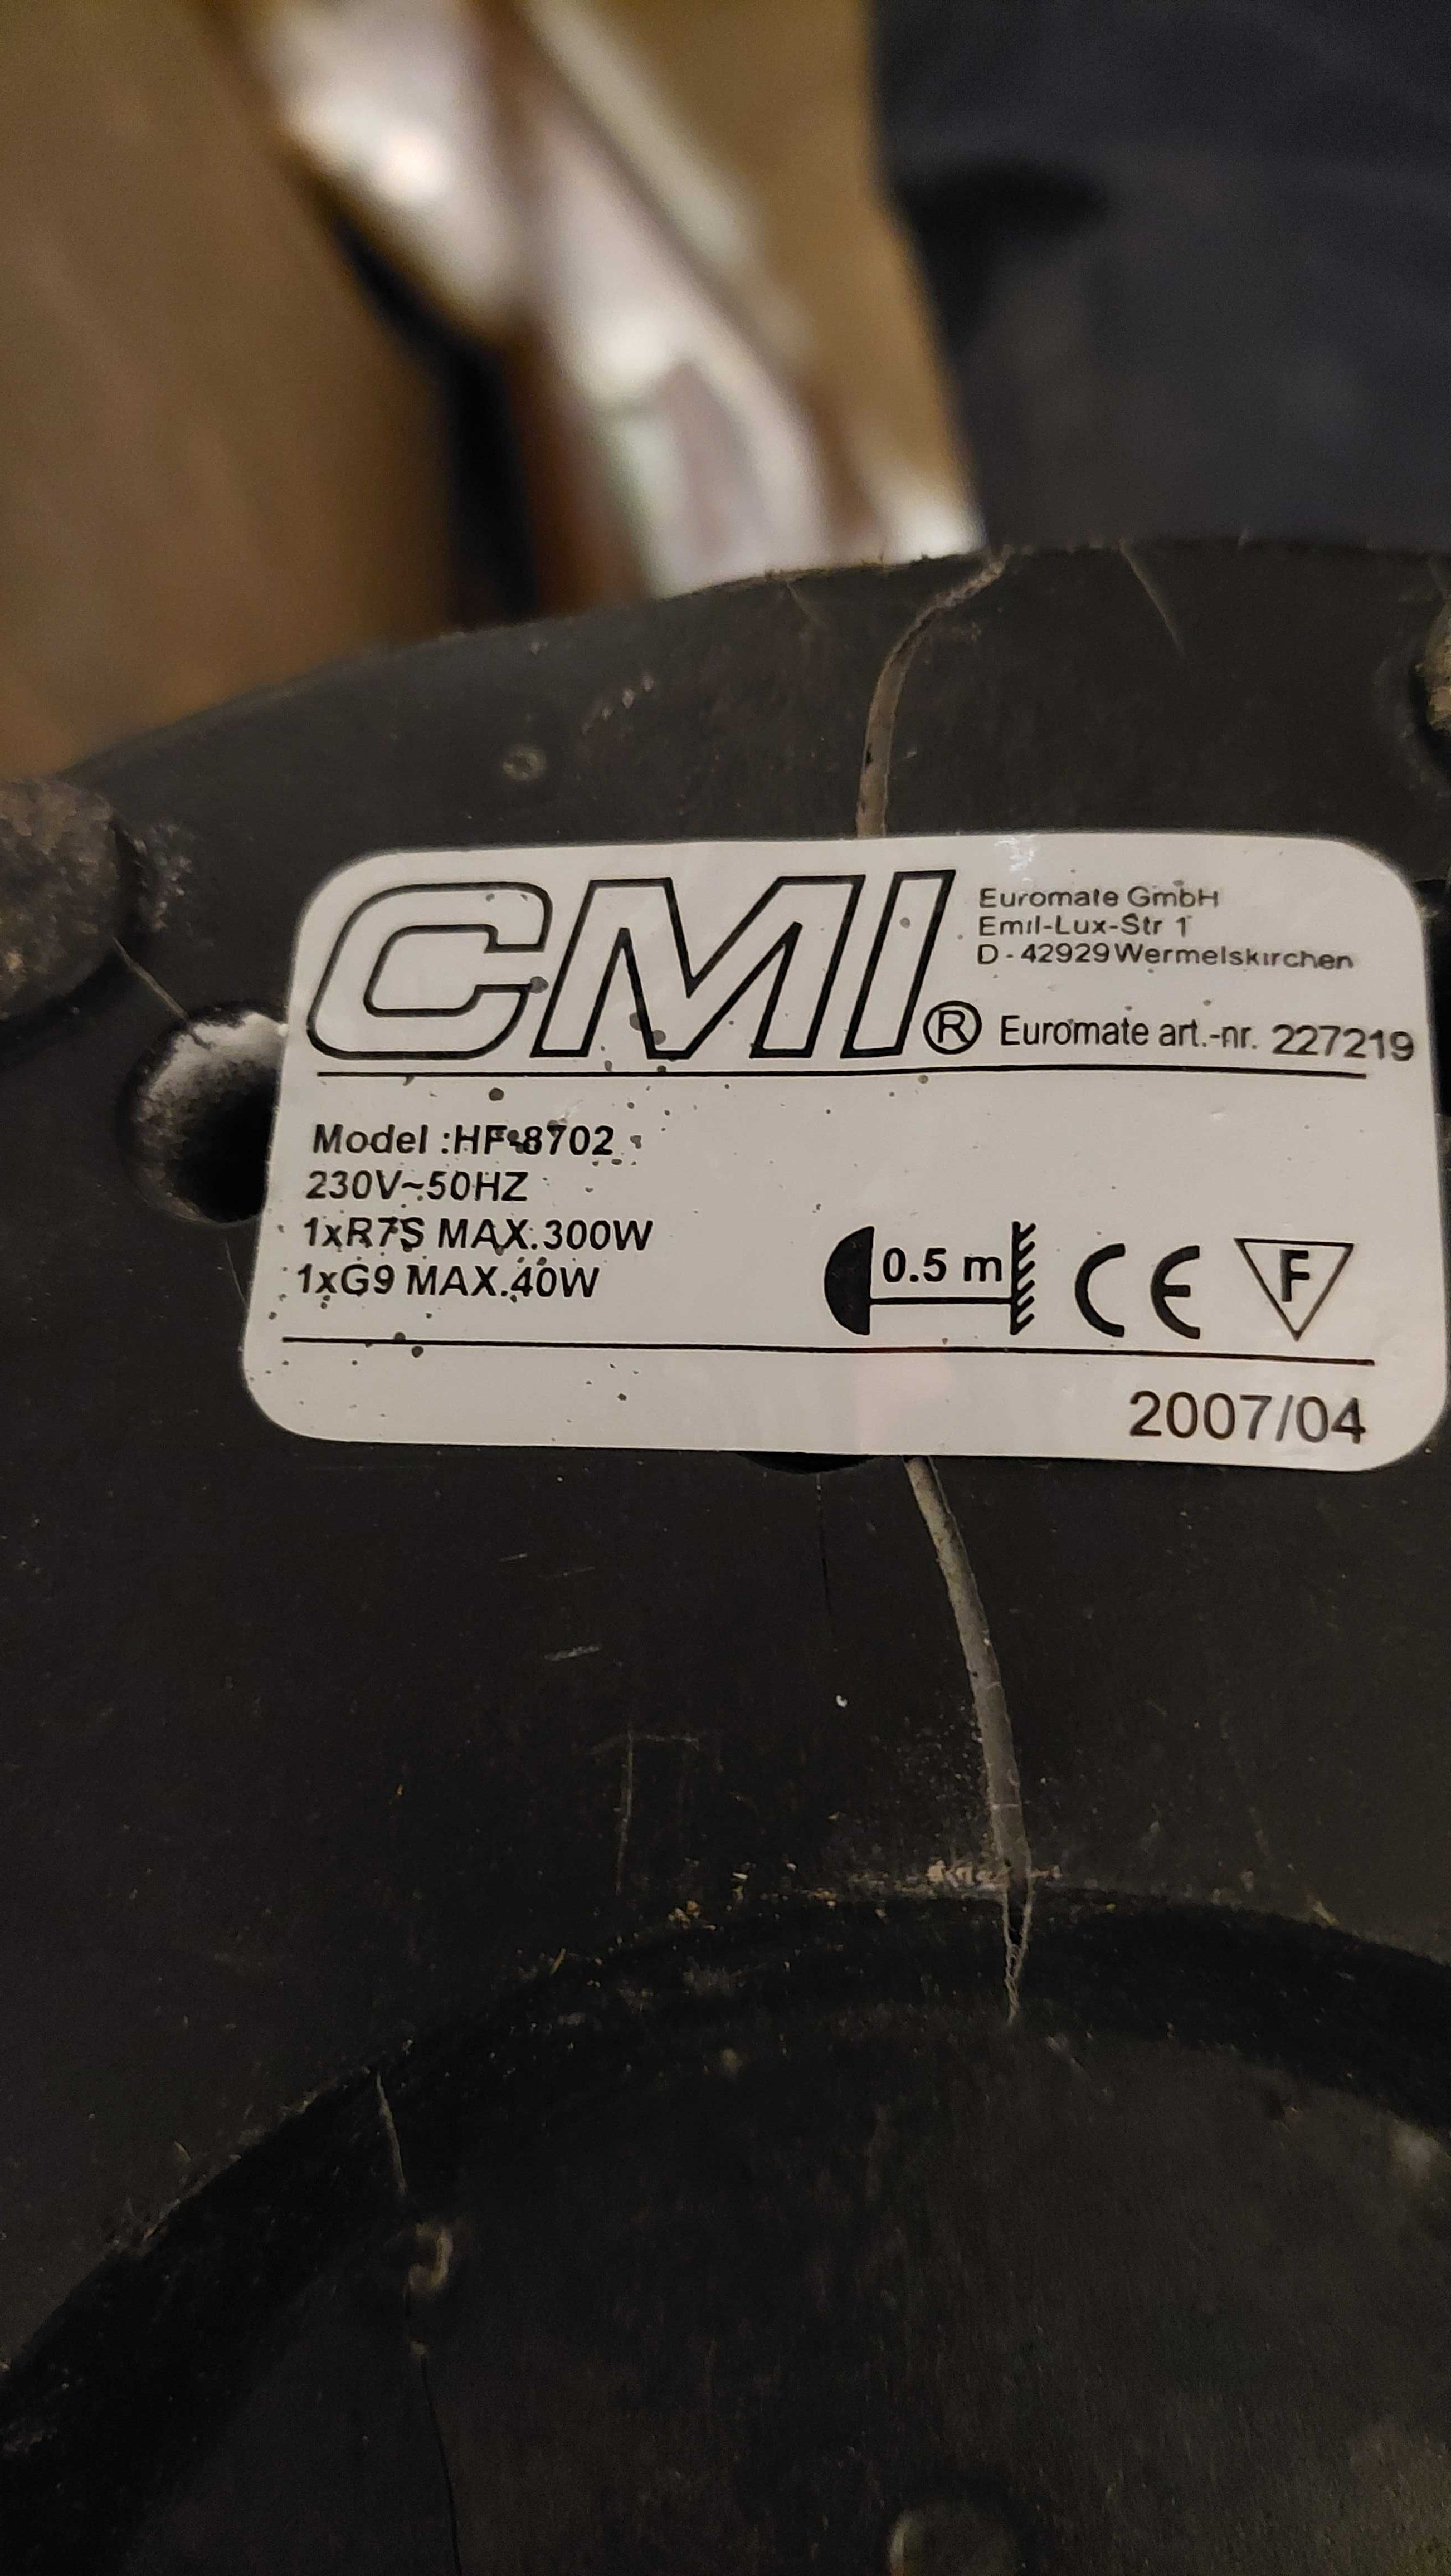 CMI®
Euromate GmbH
Emil-Lux-Str 1
D-42929 Wermelskirchen
Euromate art.-nr. 227219
Model :HF-8702
230V~50HZ
1xR7S MAX.300W
1xG9 MAX.40W
0.5 m
CE
F
2007/04